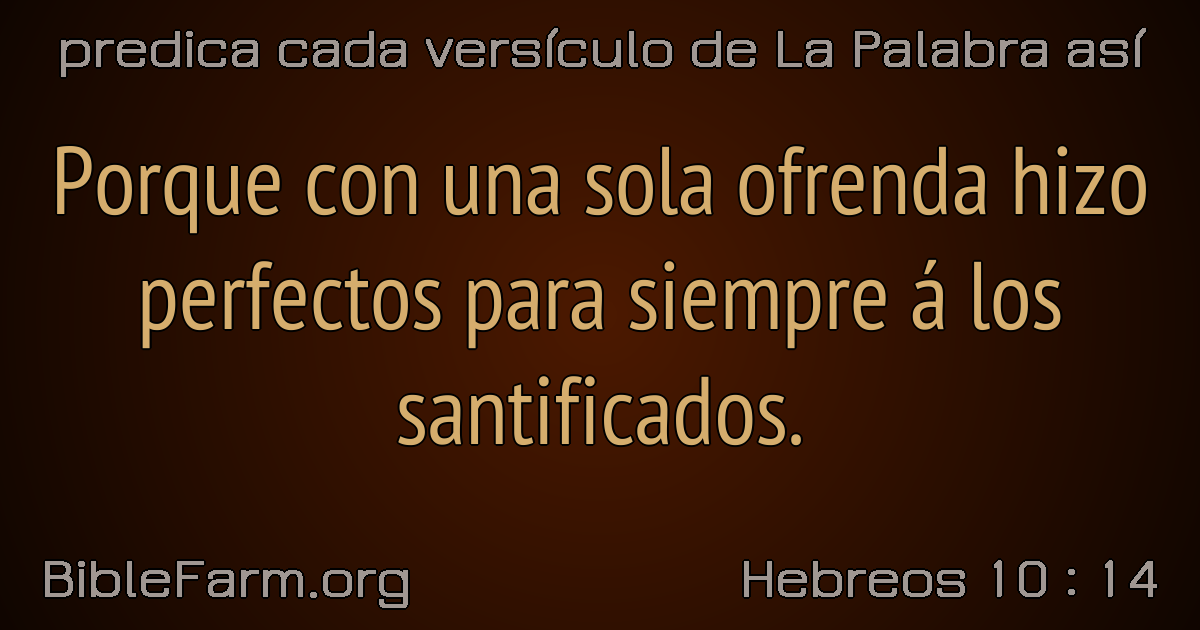 predica cada versículo de La Palabra así
Porque con una sola ofrenda hizo
perfectos para siempre á los
santificados.
BibleFarm.org
Hebreos 10 : 14